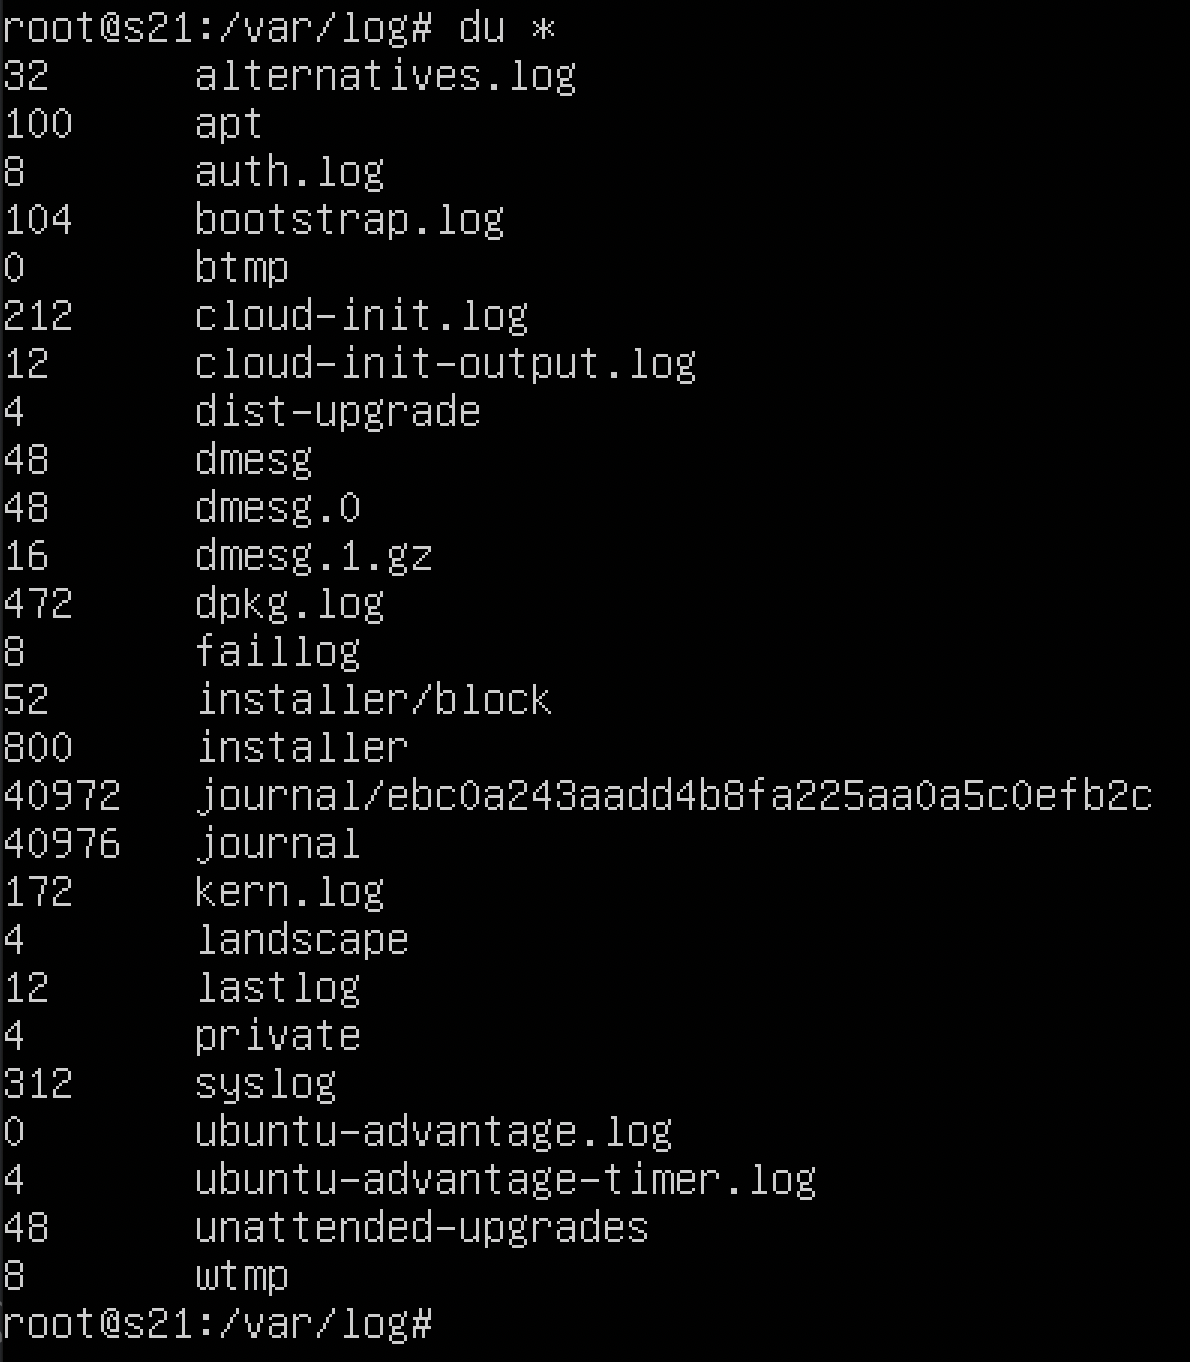 root@s21:/var/log# du *
32 alternatives.log
100 apt
8 auth.log
104 bootstrap.log
0 btmp
212 cloud-init.log
12 cloud-init-output.log
4 dist-upgrade
48 dmesg
48 dmesg.0
16 dmesg.1.gz
472 dpkg.log
8 faillog
52 installer/block
800 installer
40972 journal/ebc0a243aadd4b8fa225aa0a5c0efb2c
40976 journal
172 kern.log
4 landscape
12 lastlog
4 private
312 syslog
0 ubuntu-advantage.log
4 ubuntu-advantage-timer.log
48 unattended-upgrades
8 wtmp
root@s21:/var/log#